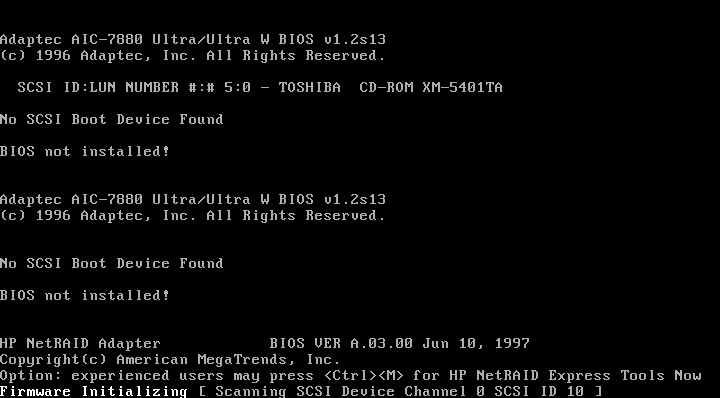 Adaptec AIC-7880 Ultra/Ultra W BIOS v1.2s13
(c) 1996 Adaptec, Inc. All Rights Reserved.
SCSI ID:LUN NUMBER #:# 5:0 - TOSHIBA  CD-ROM XM-5401TA
No SCSI Boot Device Found
BIOS not installed!
Adaptec AIC-7880 Ultra/Ultra W BIOS v1.2s13
(c) 1996 Adaptec, Inc. All Rights Reserved.
No SCSI Boot Device Found
BIOS not installed!
HP NetRAID Adapter            BIOS VER A.03.00 Jun 10, 1997
Copyright(c) American MegaTrends, Inc.
Option: experienced users may press <Ctrl><M> for HP NetRAID Express Tools Now
Firmware Initializing [ Scanning SCSI Device Channel 0 SCSI ID 10 ]